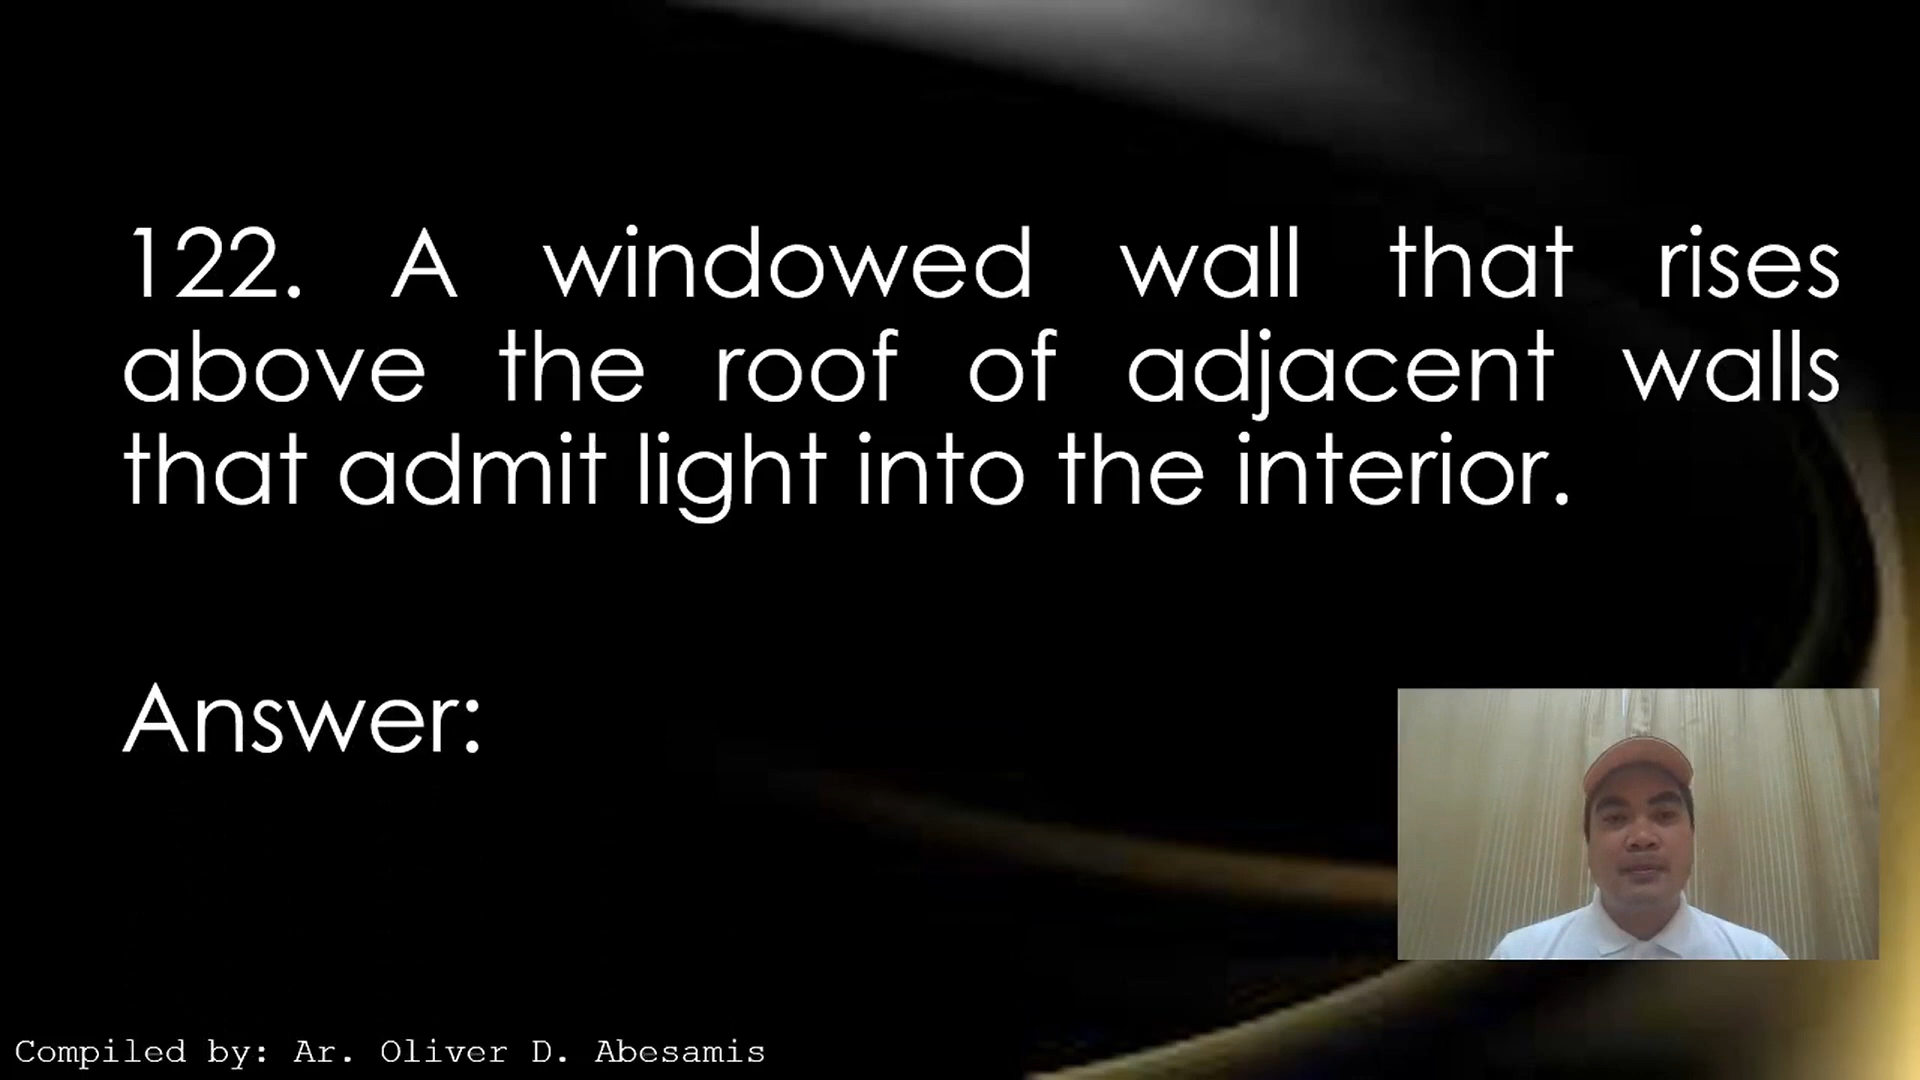 122. A windowed wall that rises
above the roof of adjacent walls
that admit light into the interior.
Answer:
Compiled by: Ar. Oliver D. Abesamis